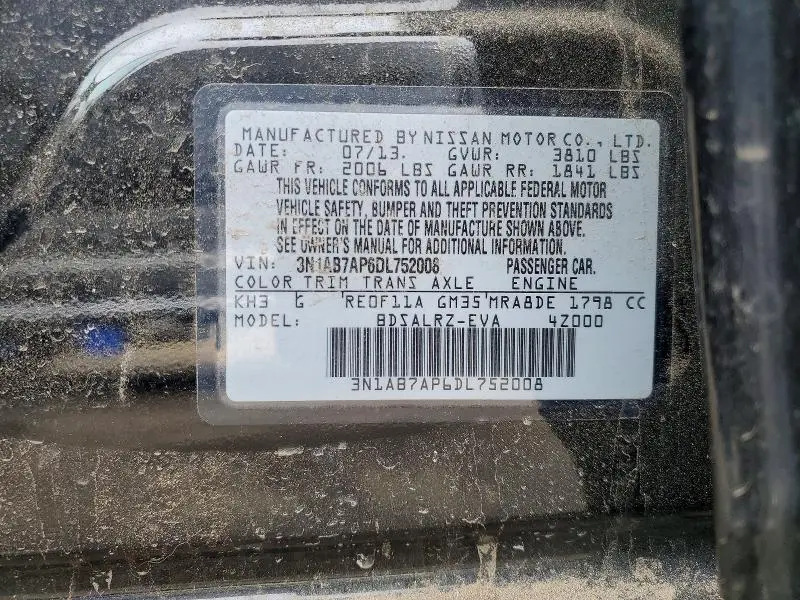 MANUFACTURED BY NISSAN MOTOR CO., LTD.
DATE: 07/13. GVWR: 3810 LBS
GAWR FR: 2006 LBS GAWR RR: 1841 LBS
THIS VEHICLE CONFORMS TO ALL APPLICABLE FEDERAL MOTOR
VEHICLE SAFETY, BUMPER AND THEFT PREVENTION STANDARDS
IN EFFECT ON THE DATE OF MANUFACTURE SHOWN ABOVE.
SEE OWNER'S MANUAL FOR ADDITIONAL INFORMATION.
VIN: 3N1AB7AP6DL752008 PASSENGER CAR.
COLOR TRIM TRANS AXLE ENGINE
KH3 G RE0F11A GM35 MRA8DE 1798 CC
MODEL: BDSALRZ-EVA 4Z000
3N1AB7AP6DL752008